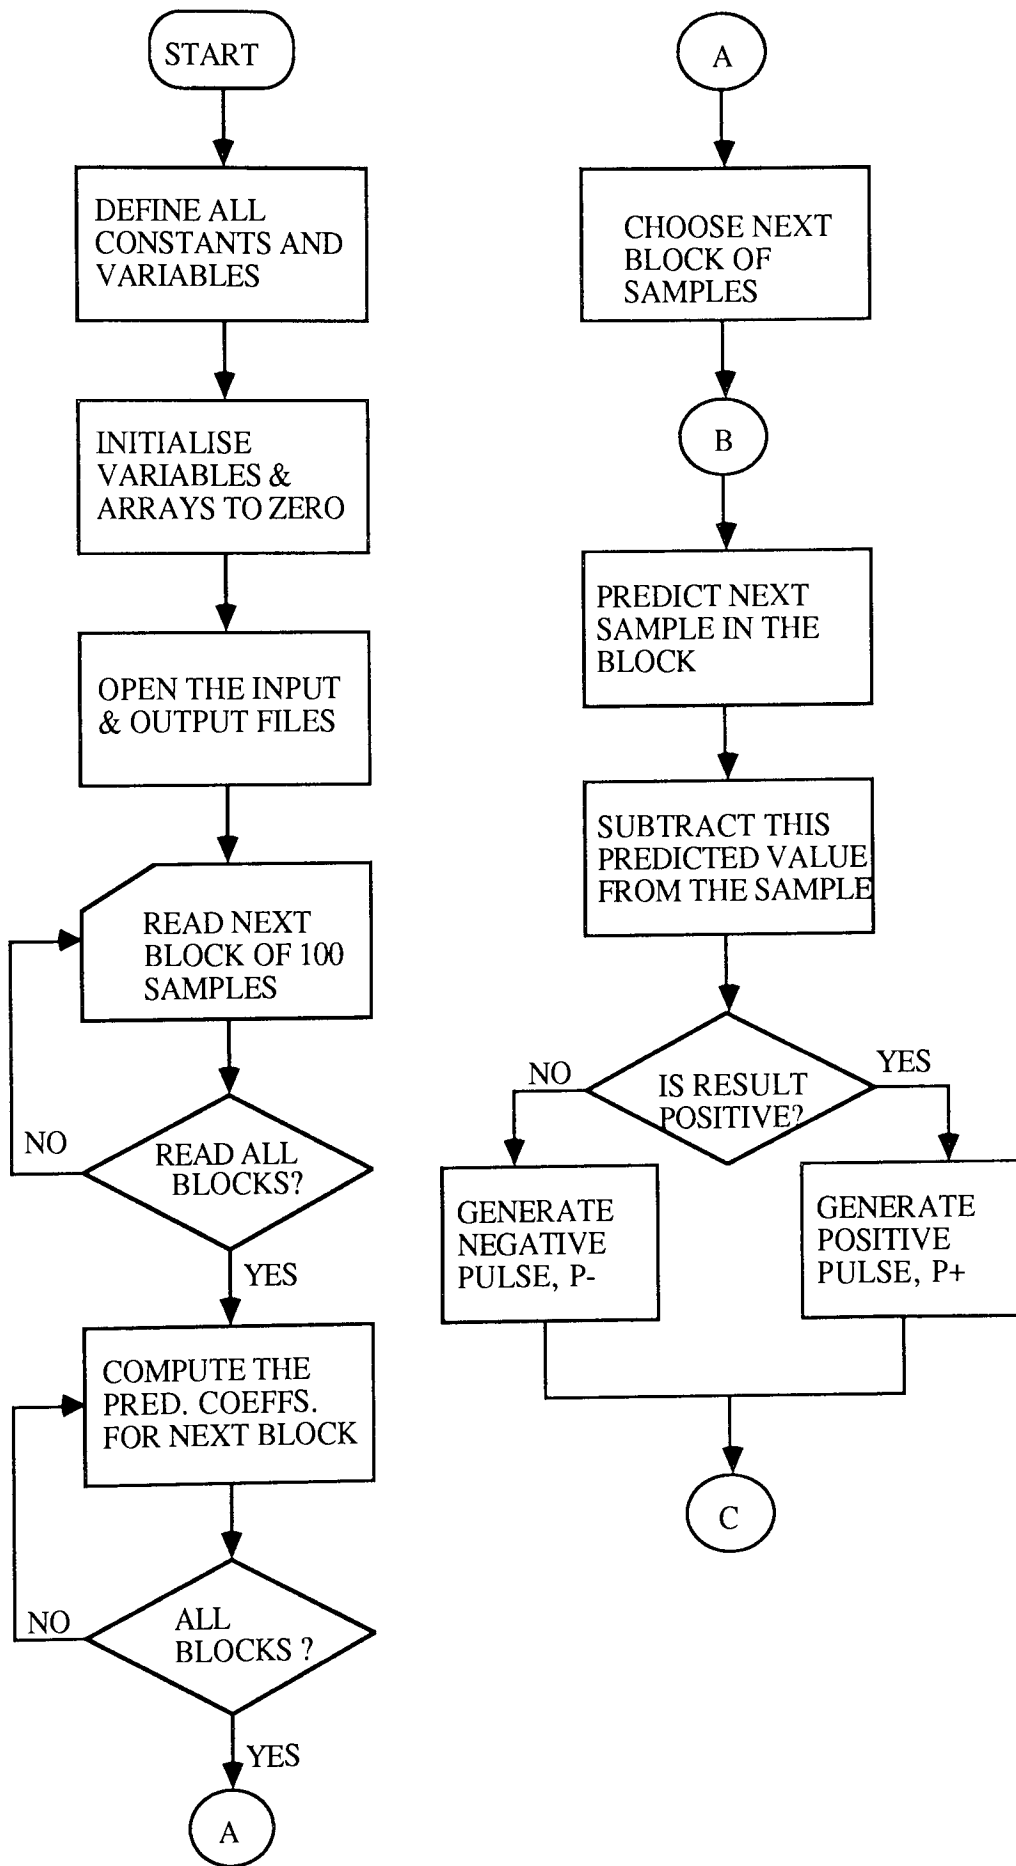 START
DEFINE ALL
CONSTANTS AND
VARIABLES
INITIALISE
VARIABLES &
ARRAYS TO ZERO
OPEN THE INPUT
& OUTPUT FILES
READ NEXT
BLOCK OF 100
SAMPLES
NO
READ ALL
BLOCKS?
YES
COMPUTE THE
PRED. COEFFS.
FOR NEXT BLOCK
NO
ALL
BLOCKS ?
YES
A
A
CHOOSE NEXT
BLOCK OF
SAMPLES
B
PREDICT NEXT
SAMPLE IN THE
BLOCK
SUBTRACT THIS
PREDICTED VALUE
FROM THE SAMPLE
NO
IS RESULT
POSITIVE?
YES
GENERATE
NEGATIVE
PULSE, P-
GENERATE
POSITIVE
PULSE, P+
C